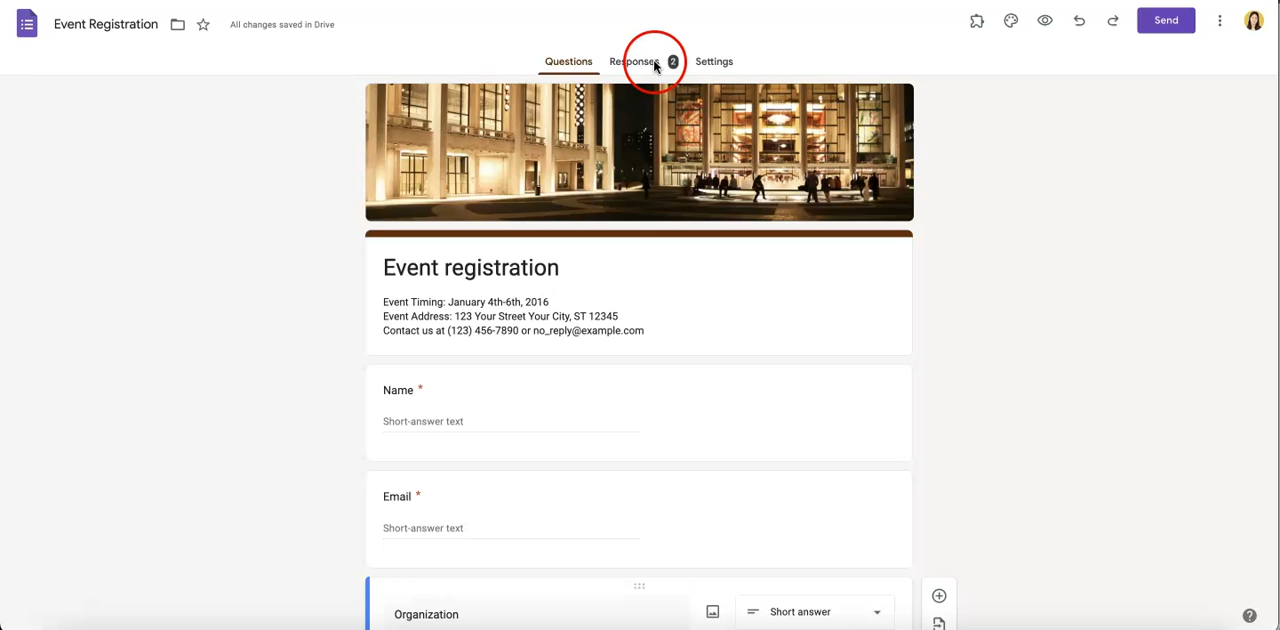 Event Registration
All changes saved in Drive
Send
Questions
Responses 2
Settings
Event registration
Event Timing: January 4th-6th, 2016
Event Address: 123 Your Street Your City, ST 12345
Contact us at (123) 456-7890 or no_reply@example.com
Name *
Short-answer text
Email *
Short-answer text
Organization
Short answer